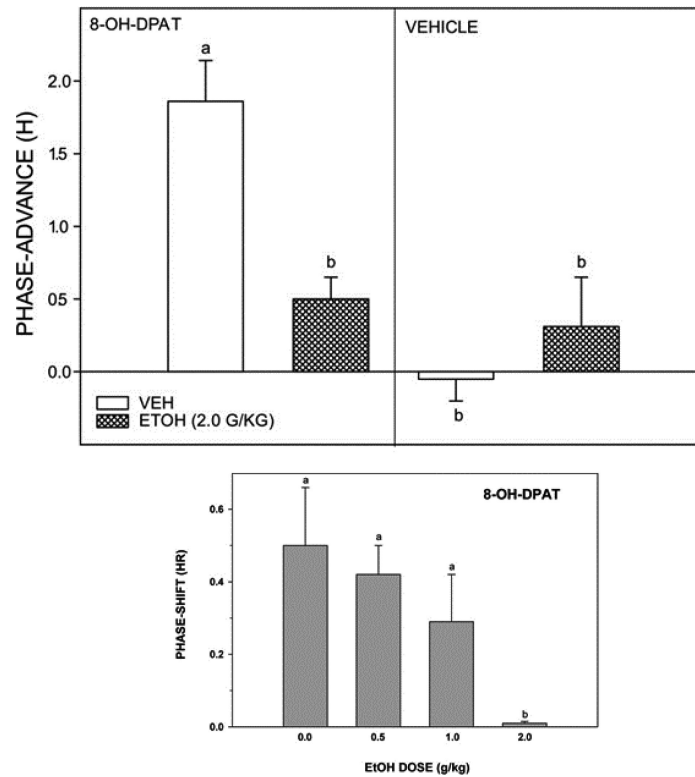 8-OH-DPAT
VEHICLE
a
2.0
1.5
1.0
05
0.0
PHASE-ADVANCE (H)
b
b
b
VEH
ETOH (2.0 G/KG)
8-OH-DPAT
a
a
a
b
0.6
0.4
0.2
0.0
PHASE-SHIFT (HR)
0.0 0.5 1.0 2.0
EtOH DOSE (g/kg)